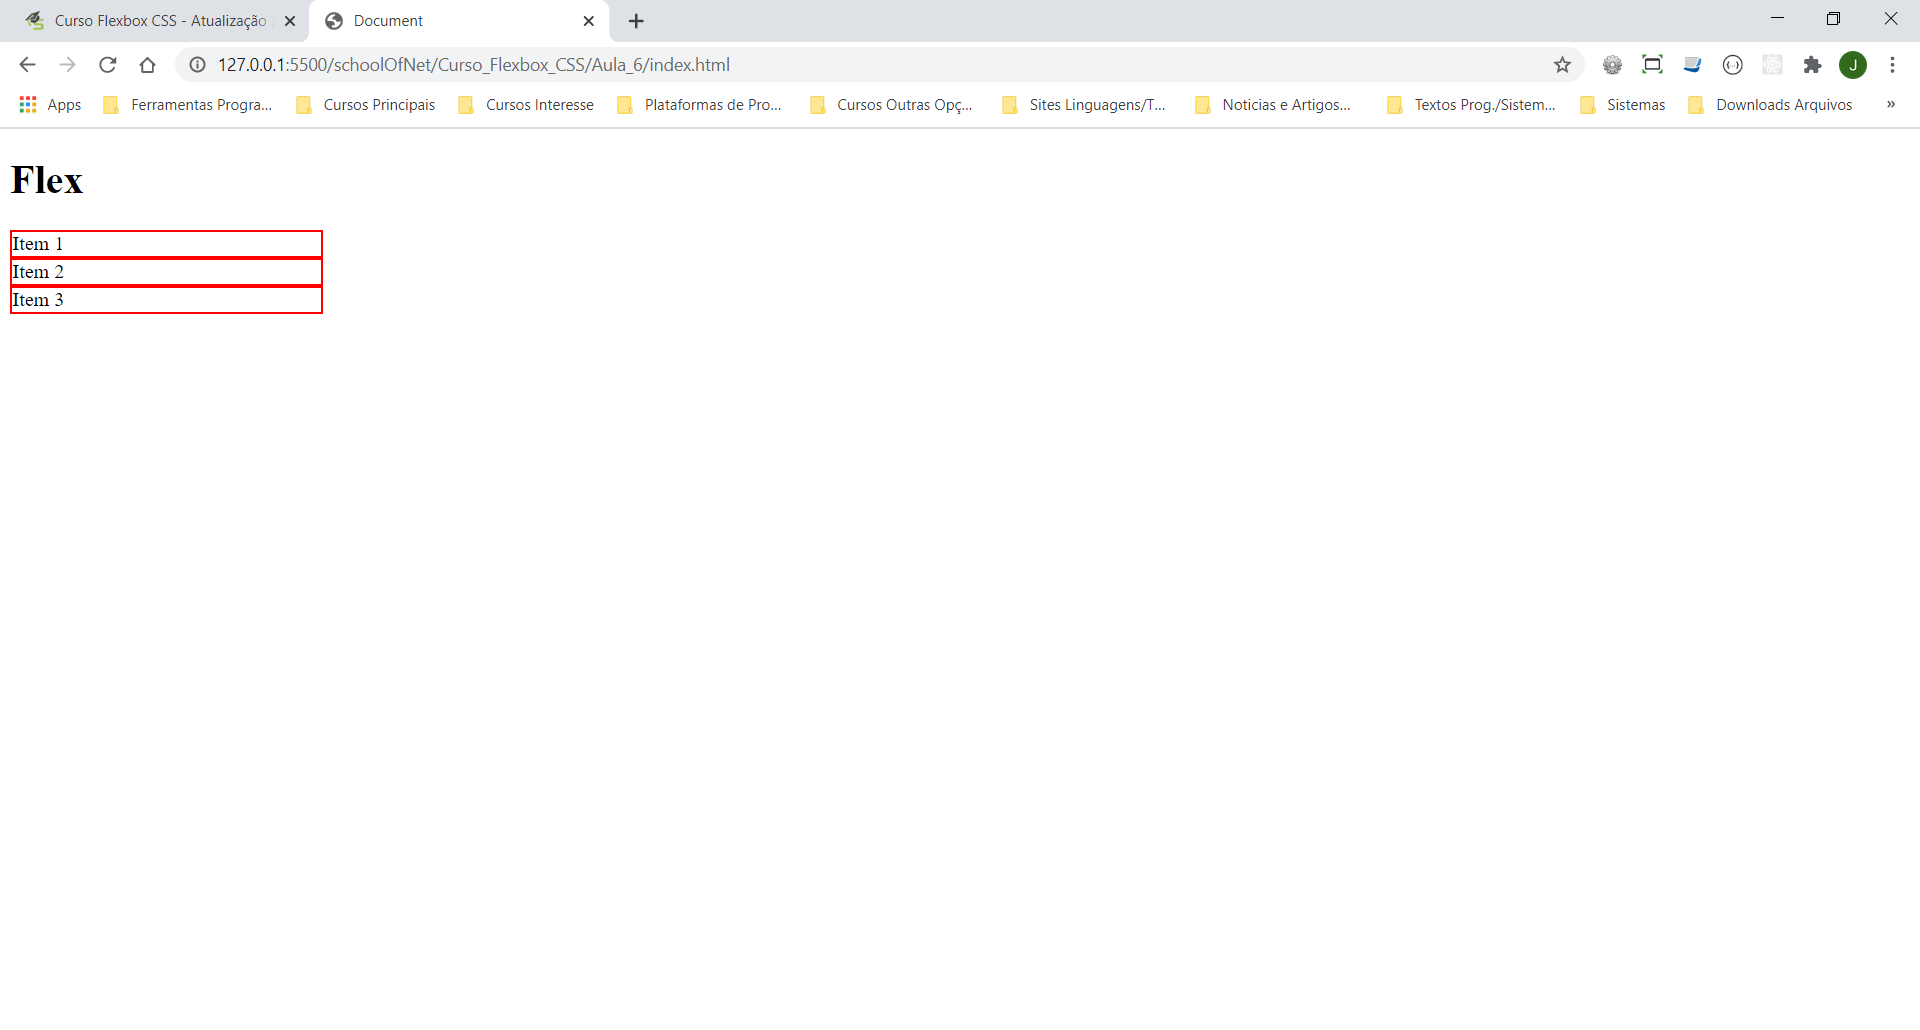 Curso Flexbox CSS - Atualização
Document
127.0.0.1:5500/schoolOfNet/Curso_Flexbox_CSS/Aula_6/index.html
J
Apps Ferramentas Progra... Cursos Principais Cursos Interesse Plataformas de Pro... Cursos Outras Opç... Sites Linguagens/T... Noticias e Artigos... Textos Prog./Sistem... Sistemas Downloads Arquivos »
Flex
Item 1
Item 2
Item 3